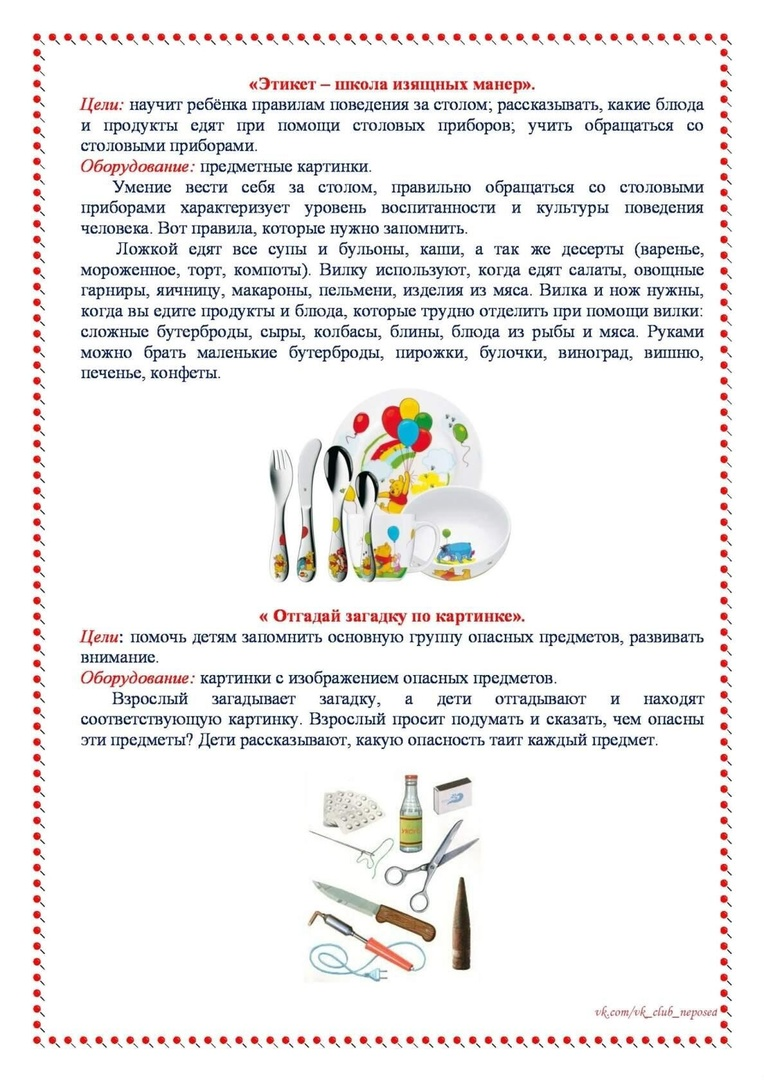 «Этикет – школа изящных манер».
Цели: научит ребёнка правилам поведения за столом; рассказывать, какие блюда
и продукты едят при помощи столовых приборов; учить обращаться со
столовыми приборами.
Оборудование: предметные картинки.
Умение вести себя за столом, правильно обращаться со столовыми
приборами характеризует уровень воспитанности и культуры поведения
человека. Вот правила, которые нужно запомнить.
Ложкой едят все супы и бульоны, каши, а так же десерты (варенье,
мороженное, торт, компоты). Вилку используют, когда едят салаты, овощные
гарниры, яичницу, макароны, пельмени, изделия из мяса. Вилка и нож нужны,
когда вы едите продукты и блюда, которые трудно отделить при помощи вилки:
сложные бутерброды, сыры, колбасы, блины, блюда из рыбы и мяса. Руками
можно брать маленькие бутерброды, пирожки, булочки, виноград, вишню,
печенье, конфеты.
« Отгадай загадку по картинке».
Цели: помочь детям запомнить основную группу опасных предметов, развивать
внимание.
Оборудование: картинки с изображением опасных предметов.
Взрослый загадывает загадку, а дети отгадывают и находят
соответствующую картинку. Взрослый просит подумать и сказать, чем опасны
эти предметы? Дети рассказывают, какую опасность таит каждый предмет.
vk.com/vk_club_neposed